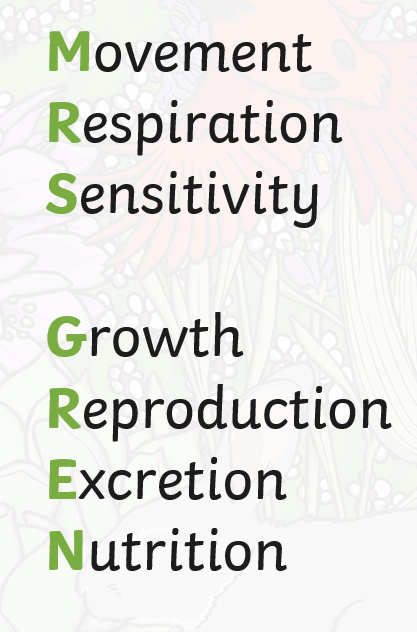 Movement
Respiration
Sensitivity
Growth
Reproduction
Excretion
Nutrition